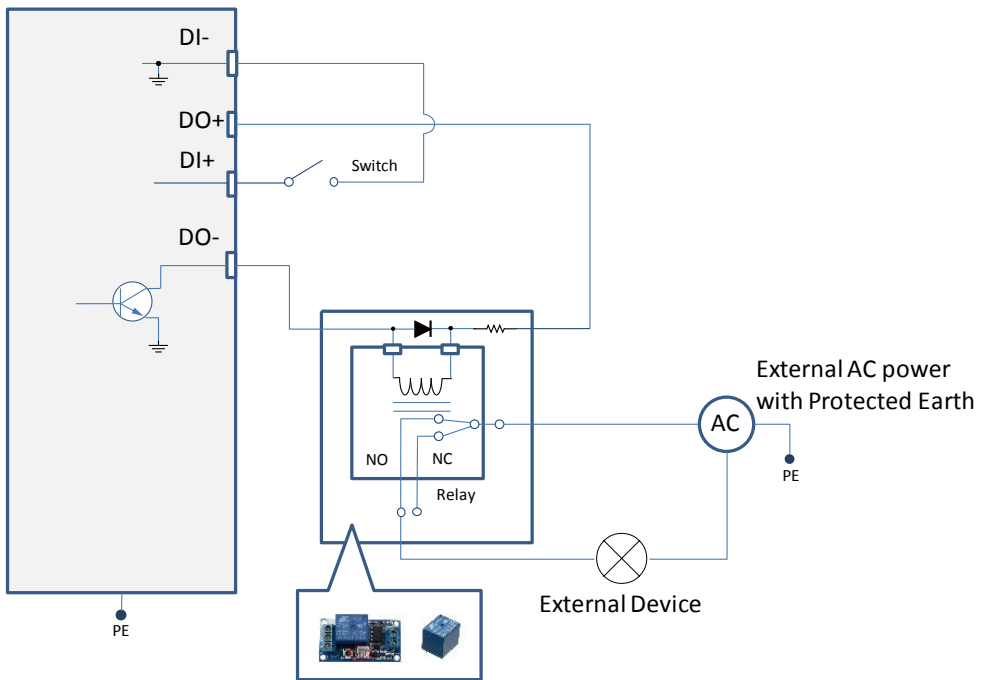 DI-
DO+
DI+
Switch
DO-
External AC power
with Protected Earth
AC
NO
NC
PE
Relay
External Device
PE